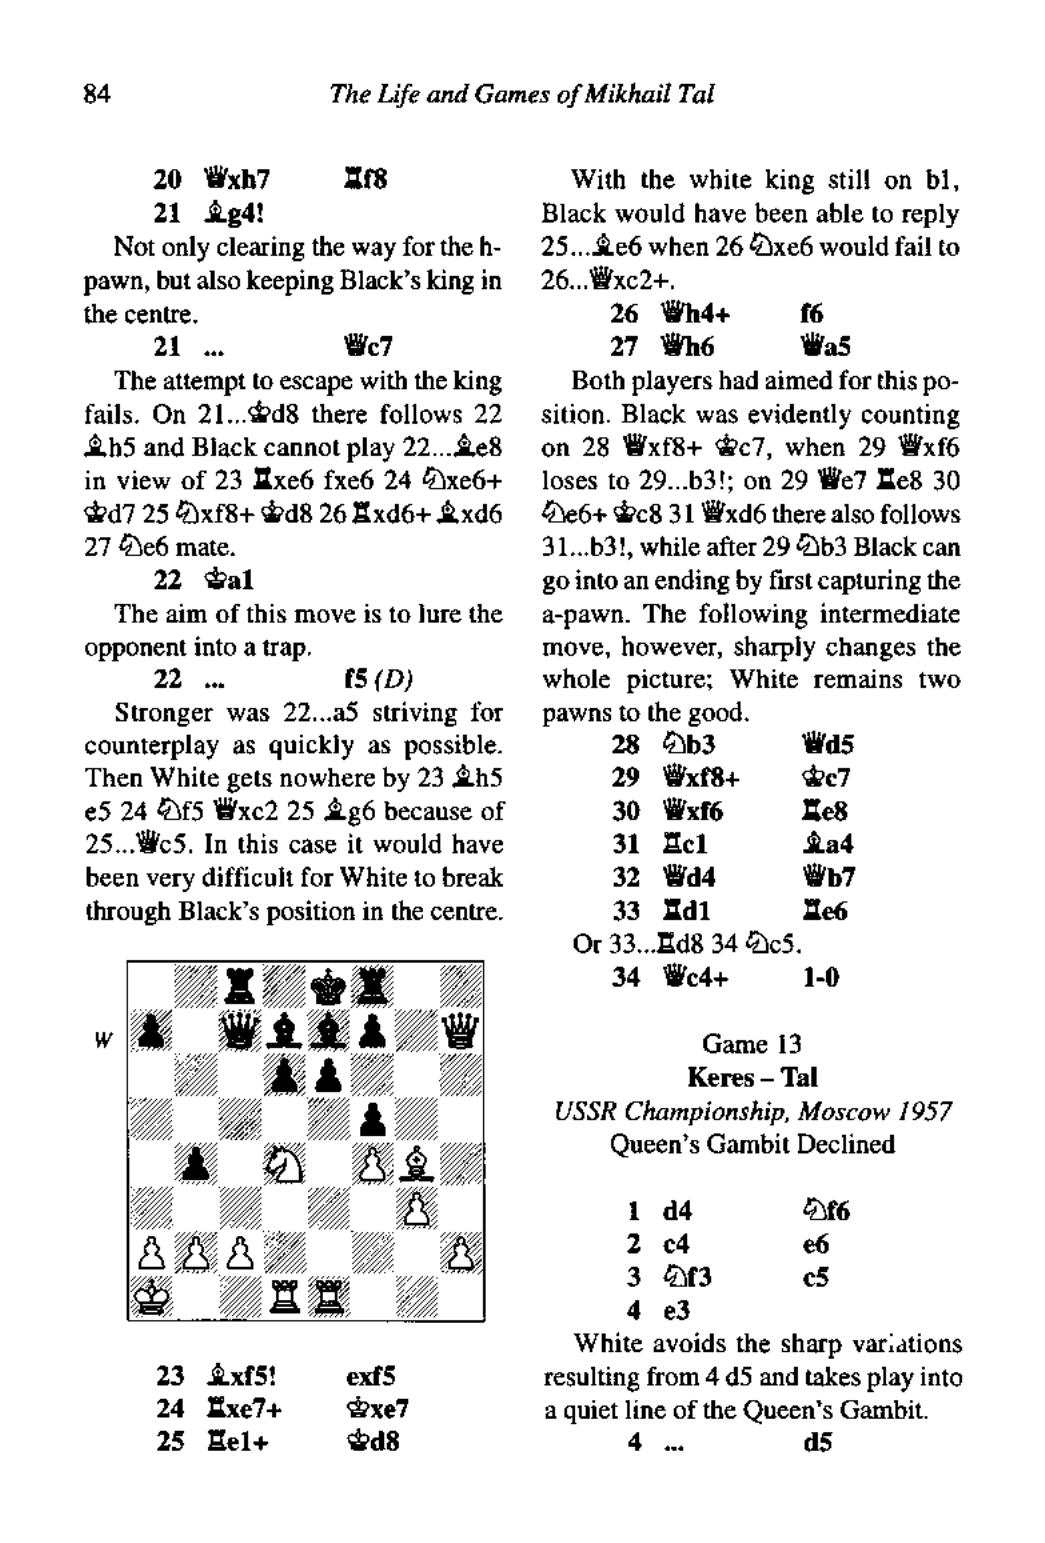 84 The Life and Games of Mikhail Tal
20 ♕xh7 ♖f8
21 ♗g4!
Not only clearing the way for the h-
pawn, but also keeping Black's king in
the centre.
21 ... ♕c7
The attempt to escape with the king
fails. On 21...♔d8 there follows 22
♗h5 and Black cannot play 22...♗e8
in view of 23 ♖xe6 fxe6 24 ♘xe6+
♔d7 25 ♘xf8+ ♔d8 26 ♖xd6+ ♗xd6
27 ♘e6 mate.
22 ♔a1
The aim of this move is to lure the
opponent into a trap.
22 ... f5 (D)
Stronger was 22...a5 striving for
counterplay as quickly as possible.
Then White gets nowhere by 23 ♗h5
e5 24 ♘f5 ♕xc2 25 ♗g6 because of
25...♕c5. In this case it would have
been very difficult for White to break
through Black's position in the centre.
W
23 ♗xf5! exf5
24 ♖xe7+ ♔xe7
25 ♖e1+ ♔d8
With the white king still on b1,
Black would have been able to reply
25...♗e6 when 26 ♘xe6 would fail to
26...♕xc2+.
26 ♕h4+ f6
27 ♕h6 ♕a5
Both players had aimed for this po-
sition. Black was evidently counting
on 28 ♕xf8+ ♔c7, when 29 ♕xf6
loses to 29...b3!; on 29 ♕e7 ♖e8 30
♘e6+ ♔c8 31 ♕xd6 there also follows
31...b3!, while after 29 ♘b3 Black can
go into an ending by first capturing the
a-pawn. The following intermediate
move, however, sharply changes the
whole picture; White remains two
pawns to the good.
28 ♘b3 ♕d5
29 ♕xf8+ ♔c7
30 ♕xf6 ♖e8
31 ♖c1 ♗a4
32 ♕d4 ♕b7
33 ♖d1 ♖e6
Or 33...♖d8 34 ♘c5.
34 ♕c4+ 1-0
Game 13
Keres – Tal
USSR Championship, Moscow 1957
Queen's Gambit Declined
1 d4 ♘f6
2 c4 e6
3 ♘f3 c5
4 e3
White avoids the sharp variations
resulting from 4 d5 and takes play into
a quiet line of the Queen's Gambit.
4 ... d5